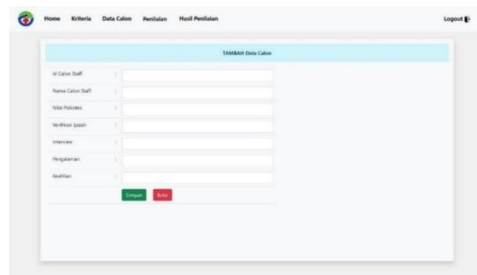 Home Kriteria Data Calon Penilaian Hasil Penilaian Logout
TAMBAH Data Calon
Id Calon Staff :
Nama Calon Staff :
Nilai Psikotes :
Verifikasi Ijazah :
Interview :
Pengalaman :
Keahlian :
Simpan